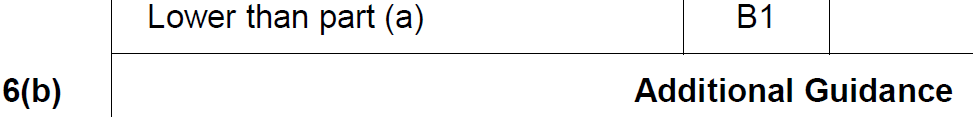 Lower than part (a) B1
6(b) Additional Guidance